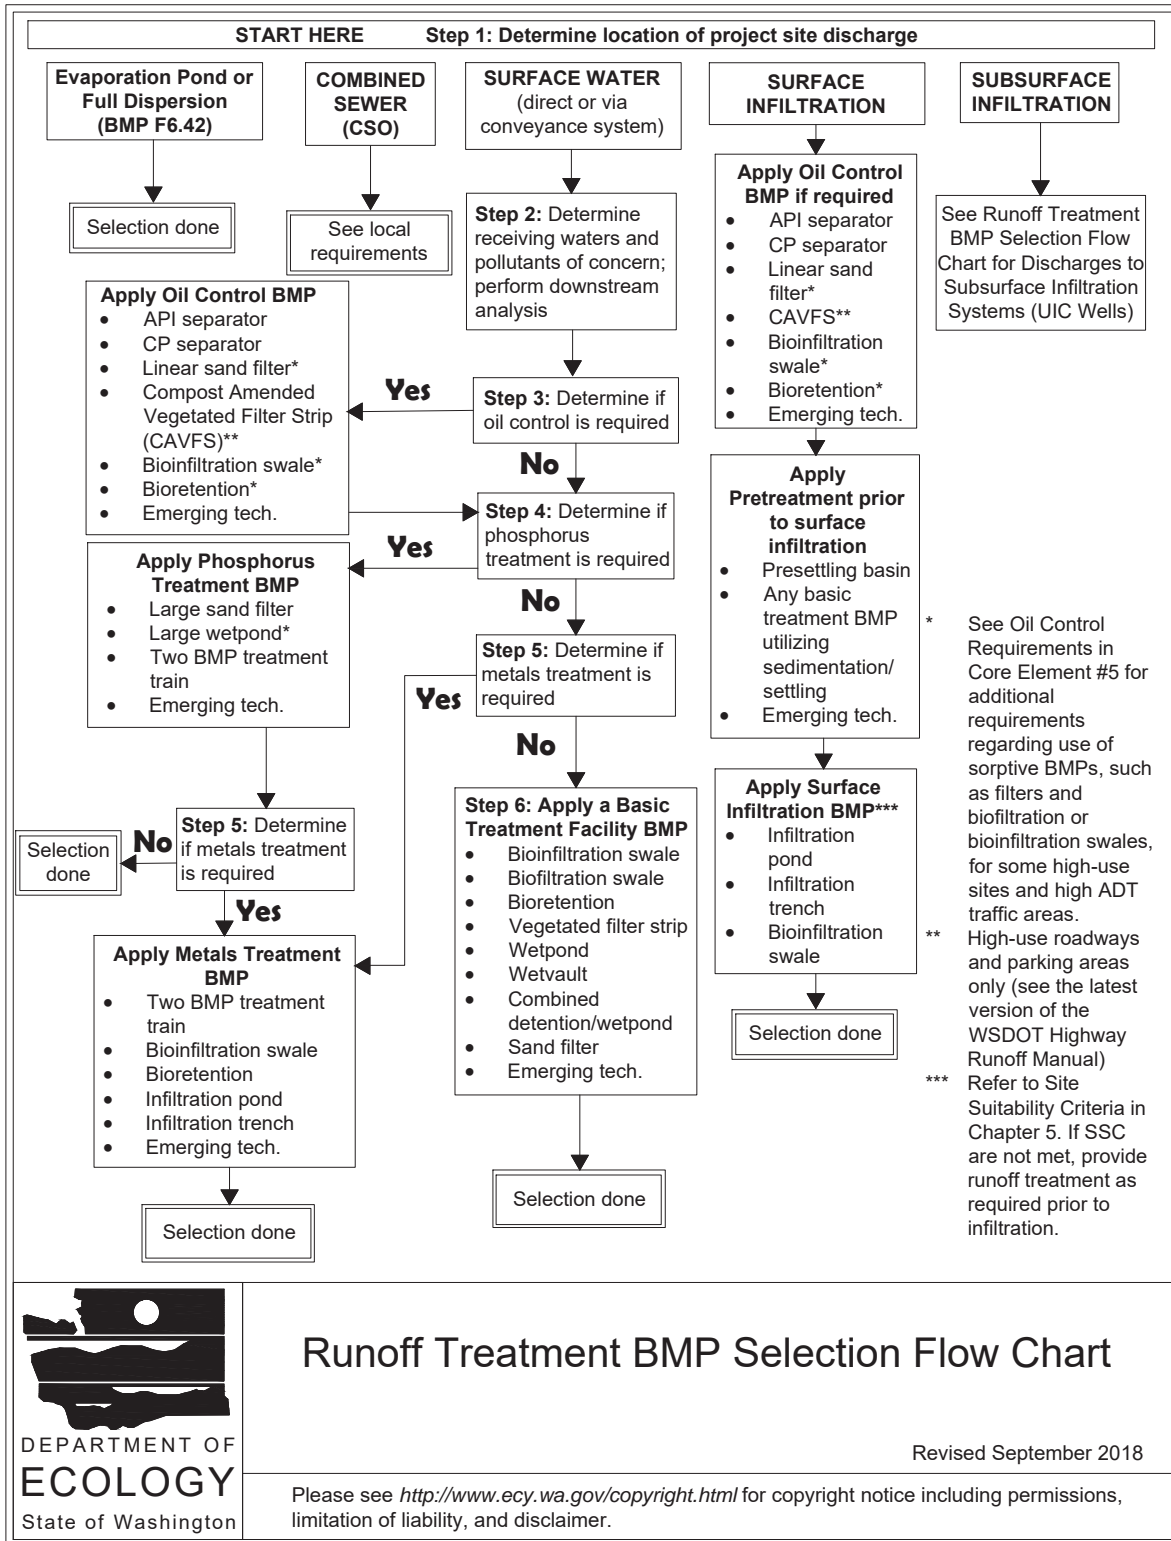 START HERE Step 1: Determine location of project site discharge
Evaporation Pond or
Full Dispersion
(BMP F6.42)
Selection done
COMBINED
SEWER
(CSO)
See local
requirements
SURFACE WATER
(direct or via
conveyance system)
Step 2: Determine
receiving waters and
pollutants of concern;
perform downstream
analysis
Step 3: Determine if
oil control is required
Yes
No
Apply Oil Control BMP
• API separator
• CP separator
• Linear sand filter*
• Compost Amended
Vegetated Filter Strip
(CAVFS)**
• Bioinfiltration swale*
• Bioretention*
• Emerging tech.
Step 4: Determine if
phosphorus
treatment is required
Yes
No
Apply Phosphorus
Treatment BMP
• Large sand filter
• Large wetpond*
• Two BMP treatment
train
• Emerging tech.
Step 5: Determine if
metals treatment is
required
Yes
No
Step 5: Determine
if metals treatment
is required
No
Selection
done
Yes
Apply Metals Treatment
BMP
• Two BMP treatment
train
• Bioinfiltration swale
• Bioretention
• Infiltration pond
• Infiltration trench
• Emerging tech.
Selection done
Step 6: Apply a Basic
Treatment Facility BMP
• Bioinfiltration swale
• Biofiltration swale
• Bioretention
• Vegetated filter strip
• Wetpond
• Wetvault
• Combined
detention/wetpond
• Sand filter
• Emerging tech.
Selection done
SURFACE
INFILTRATION
Apply Oil Control
BMP if required
• API separator
• CP separator
• Linear sand
filter*
• CAVFS**
• Bioinfiltration
swale*
• Bioretention*
• Emerging tech.
Apply
Pretreatment prior
to surface
infiltration
• Presettling basin
• Any basic
treatment BMP
utilizing
sedimentation/
settling
• Emerging tech.
Apply Surface
Infiltration BMP***
• Infiltration
pond
• Infiltration
trench
• Bioinfiltration
swale
Selection done
SUBSURFACE
INFILTRATION
See Runoff Treatment
BMP Selection Flow
Chart for Discharges to
Subsurface Infiltration
Systems (UIC Wells)
* See Oil Control
Requirements in
Core Element #5 for
additional
requirements
regarding use of
sorptive BMPs, such
as filters and
biofiltration or
bioinfiltration swales,
for some high-use
sites and high ADT
traffic areas.
** High-use roadways
and parking areas
only (see the latest
version of the
WSDOT Highway
Runoff Manual)
*** Refer to Site
Suitability Criteria in
Chapter 5. If SSC
are not met, provide
runoff treatment as
required prior to
infiltration.
DEPARTMENT OF
ECOLOGY
State of Washington
Runoff Treatment BMP Selection Flow Chart
Revised September 2018
Please see http://www.ecy.wa.gov/copyright.html for copyright notice including permissions,
limitation of liability, and disclaimer.